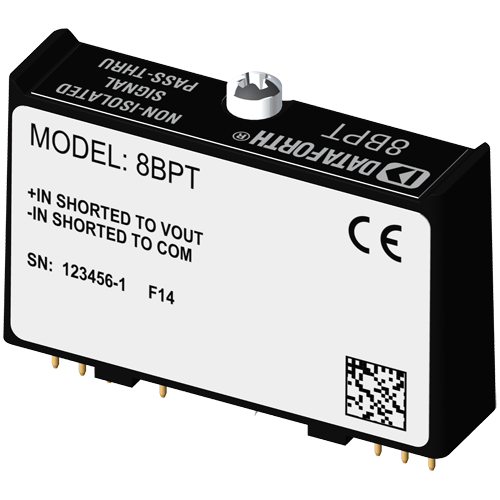 NON-ISOLATED
SIGNAL
PASS-THRU
DATAFORTH®
8BPT
MODEL: 8BPT
+IN SHORTED TO VOUT
-IN SHORTED TO COM
SN: 123456-1 F14
CE